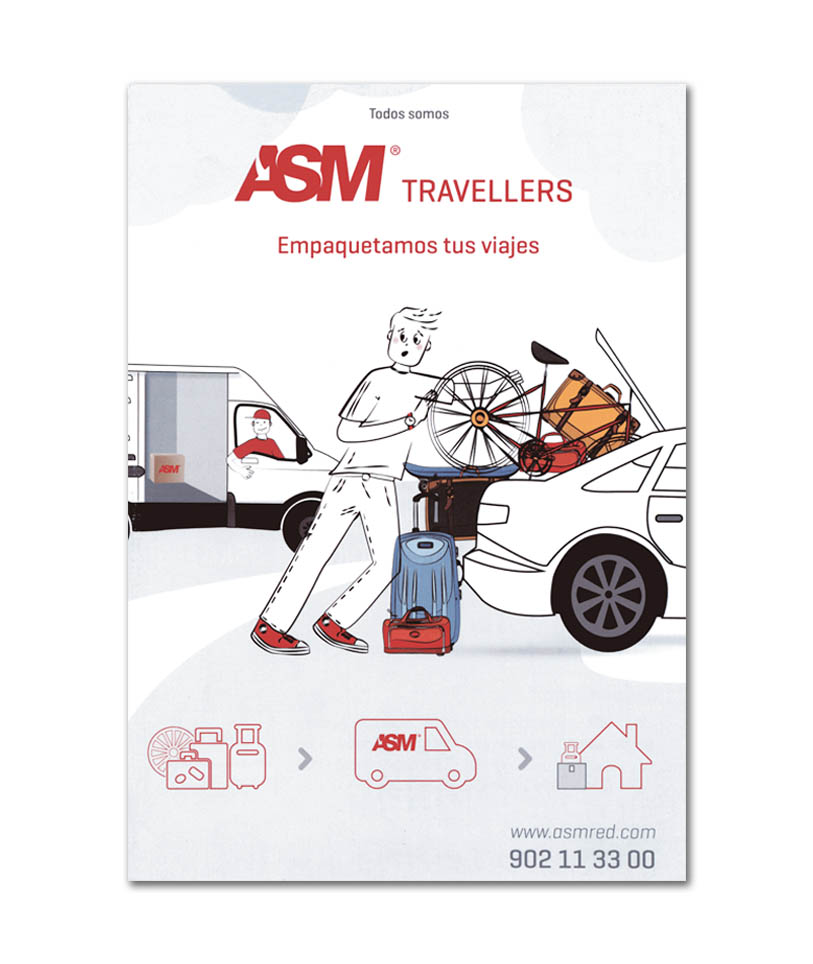 Todos somos
ASM® TRAVELLERS
Empaquetamos tus viajes
ASM
ASM
www.asmred.com
902 11 33 00